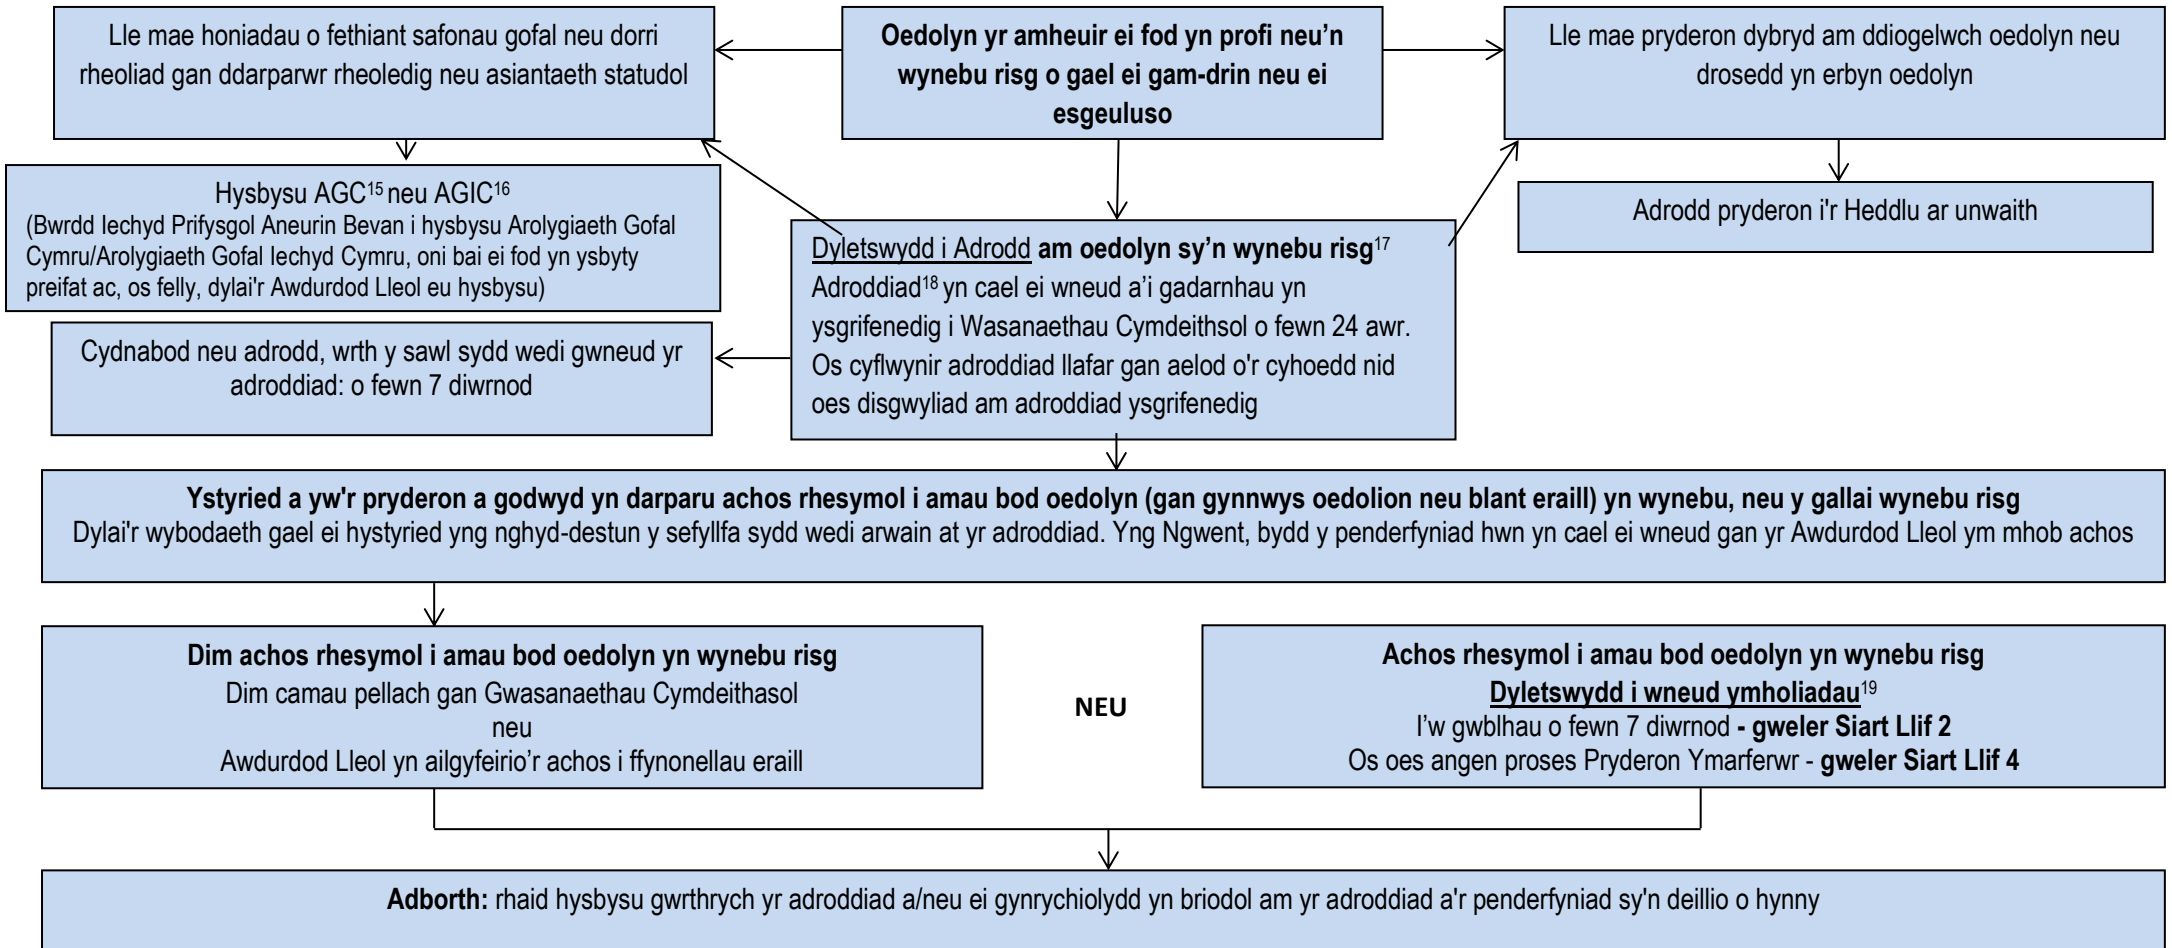 Lle mae honiadau o fethiant safonau gofal neu dorri
rheoliad gan ddarparwr rheoledig neu asiantaeth statudol
Oedolyn yr amheuir ei fod yn profi neu'n
wynebu risg o gael ei gam-drin neu ei
esgeuluso
Lle mae pryderon dybryd am ddiogelwch oedolyn neu
drosedd yn erbyn oedolyn
Hysbysu AGC15 neu AGIC16
(Bwrdd Iechyd Prifysgol Aneurin Bevan i hysbysu Arolygiaeth Gofal
Cymru/Arolygiaeth Gofal Iechyd Cymru, oni bai ei fod yn ysbyty
preifat ac, os felly, dylai'r Awdurdod Lleol eu hysbysu)
Adrodd pryderon i'r Heddlu ar unwaith
Dyletswydd i Adrodd am oedolyn sy'n wynebu risg17
Adroddiad18 yn cael ei wneud a'i gadarnhau yn
ysgrifenedig i Wasanaethau Cymdeithsol o fewn 24 awr.
Os cyflwynir adroddiad llafar gan aelod o'r cyhoedd nid
oes disgwyliad am adroddiad ysgrifenedig
Cydnabod neu adrodd, wrth y sawl sydd wedi gwneud yr
adroddiad: o fewn 7 diwrnod
Ystyried a yw'r pryderon a godwyd yn darparu achos rhesymol i amau bod oedolyn (gan gynnwys oedolion neu blant eraill) yn wynebu, neu y gallai wynebu risg
Dylai'r wybodaeth gael ei hystyried yng nghyd-destun y sefyllfa sydd wedi arwain at yr adroddiad. Yng Ngwent, bydd y penderfyniad hwn yn cael ei wneud gan yr Awdurdod Lleol ym mhob achos
Dim achos rhesymol i amau bod oedolyn yn wynebu risg
Dim camau pellach gan Gwasanaethau Cymdeithasol
neu
Awdurdod Lleol yn ailgyfeirio'r achos i ffynonellau eraill
NEU
Achos rhesymol i amau bod oedolyn yn wynebu risg
Dyletswydd i wneud ymholiadau19
I'w gwblhau o fewn 7 diwrnod - gweler Siart Llif 2
Os oes angen proses Pryderon Ymarferwr - gweler Siart Llif 4
Adborth: rhaid hysbysu gwrthrych yr adroddiad a/neu ei gynrychiolydd yn briodol am yr adroddiad a'r penderfyniad sy'n deillio o hynny